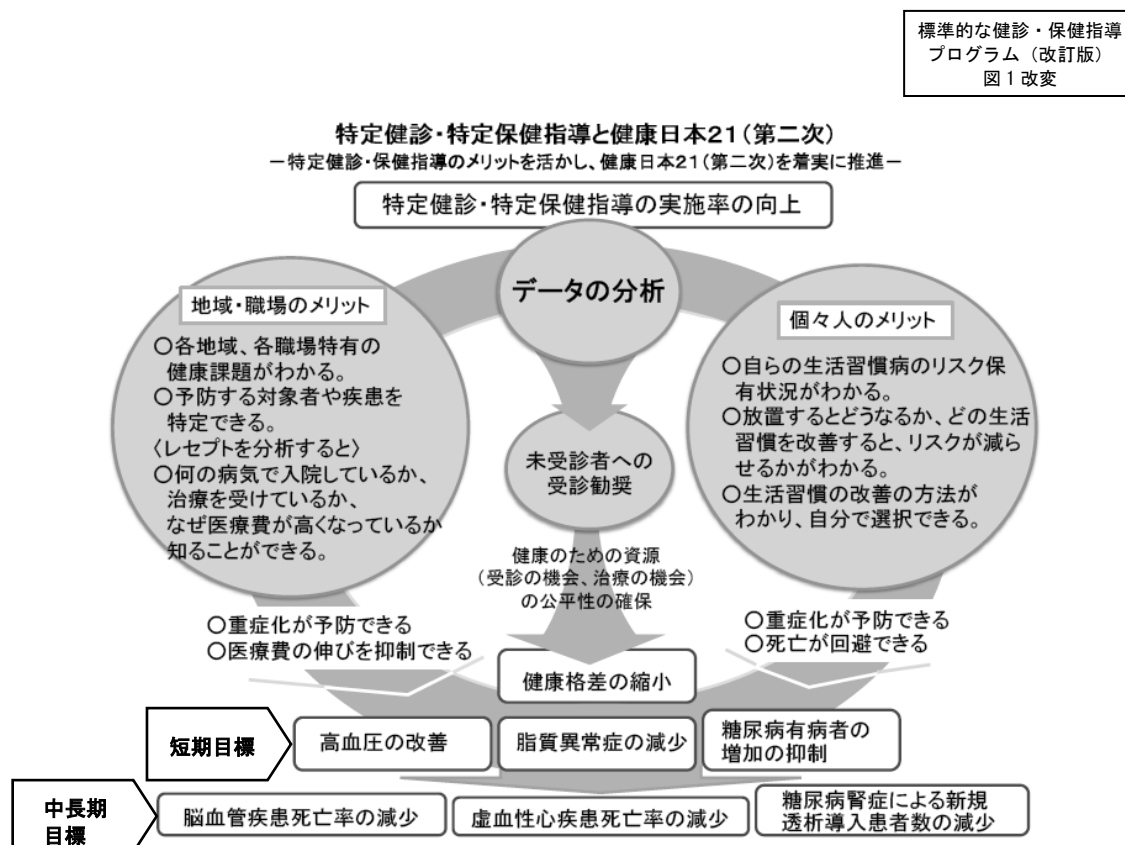 標準的な健診・保健指導
プログラム（改訂版）
図１改変
特定健診・特定保健指導と健康日本２１（第二次）
－特定健診・保健指導のメリットを活かし、健康日本２１（第二次）を着実に推進－
特定健診・特定保健指導の実施率の向上
データの分析
地域・職場のメリット
○各地域、各職場特有の
健康課題がわかる。
○予防する対象者や疾患を
特定できる。
〈レセプトを分析すると〉
○何の病気で入院しているか、
治療を受けているか、
なぜ医療費が高くなっているか
知ることができる。
個々人のメリット
○自らの生活習慣病のリスク保
有状況がわかる。
○放置するとどうなるか、どの生活
習慣を改善すると、リスクが減ら
せるかがわかる。
○生活習慣の改善の方法が
わかり、自分で選択できる。
未受診者への
受診勧奨
健康のための資源
（受診の機会、治療の機会）
の公平性の確保
○重症化が予防できる
○医療費の伸びを抑制できる
○重症化が予防できる
○死亡が回避できる
健康格差の縮小
短期目標
高血圧の改善
脂質異常症の減少
糖尿病有病者の
増加の抑制
中長期
目標
脳血管疾患死亡率の減少
虚血性心疾患死亡率の減少
糖尿病腎症による新規
透析導入患者数の減少